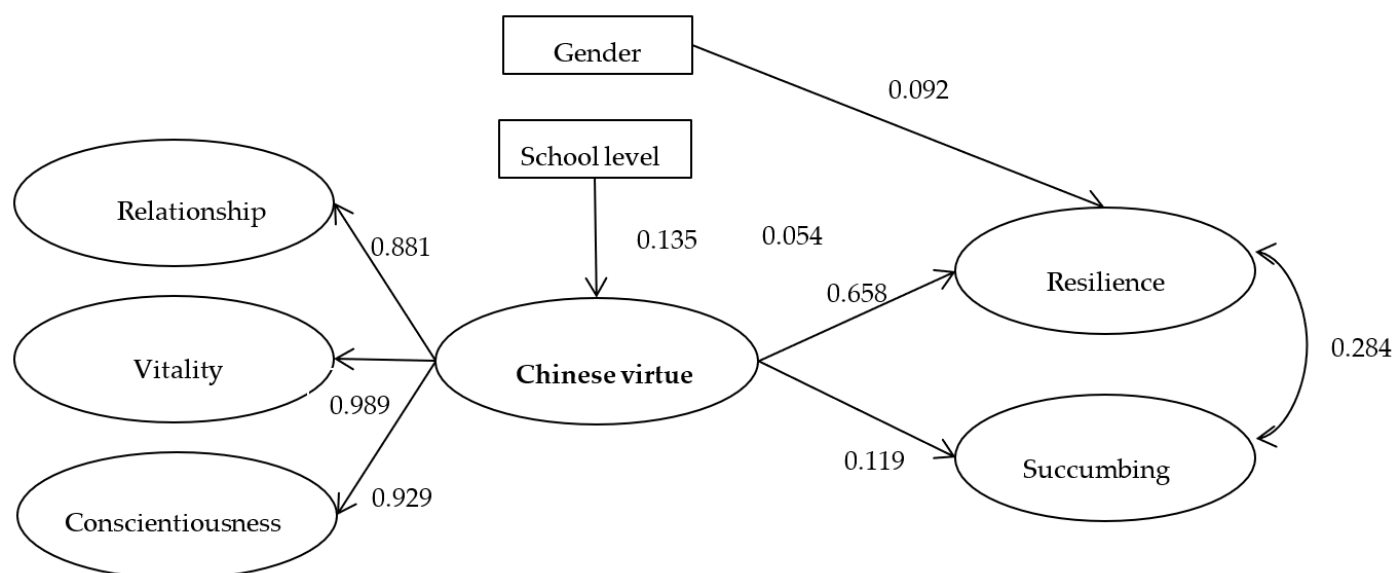 Gender
0.092
School level
Relationship
0.881
0.135
0.054
Resilience
0.658
0.284
Vitality
Chinese virtue
0.989
0.119
Succumbing
0.929
Conscientiousness